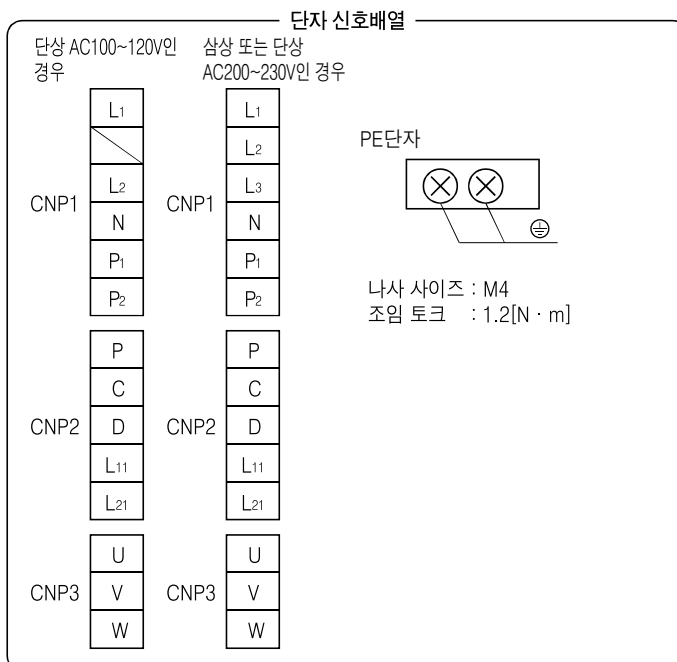 단자 신호배열
단상 AC100~120V인
경우
삼상 또는 단상
AC200~230V인 경우
CNP1
L1
L2
N
P1
P2
CNP1
L1
L2
L3
N
P1
P2
CNP2
P
C
D
L11
L21
CNP2
P
C
D
L11
L21
CNP3
U
V
W
CNP3
U
V
W
PE단자
나사 사이즈 : M4
조임 토크 : 1.2[N · m]